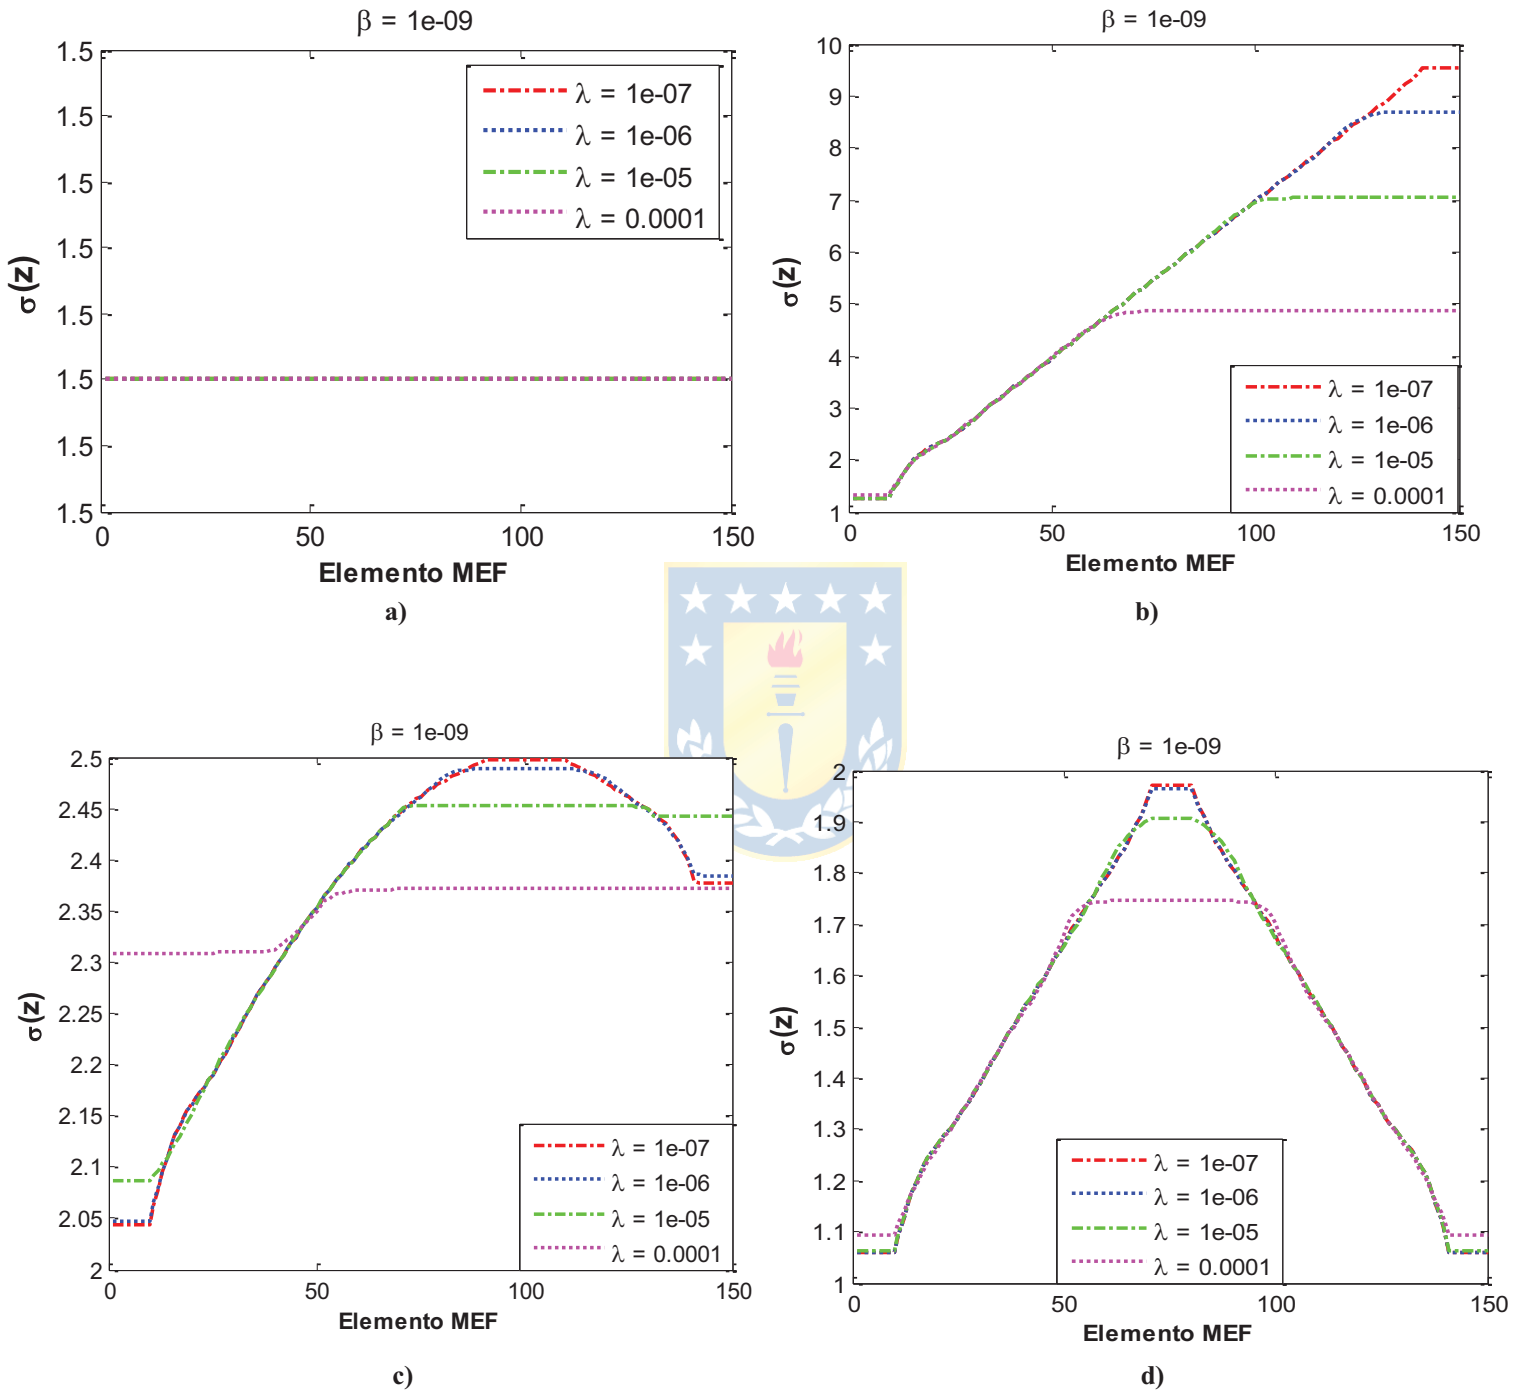 β = 1e-09
1.5
1.5
1.5
1.5
1.5
1.5
1.5
1.5
σ(z)
λ = 1e-07
λ = 1e-06
λ = 1e-05
λ = 0.0001
0
50
100
150
Elemento MEF
a)
β = 1e-09
10
9
8
7
6
5
4
3
2
1
σ(z)
λ = 1e-07
λ = 1e-06
λ = 1e-05
λ = 0.0001
0
50
100
150
Elemento MEF
b)
β = 1e-09
2.5
2.45
2.4
2.35
2.3
2.25
2.2
2.15
2.1
2.05
2
σ(z)
λ = 1e-07
λ = 1e-06
λ = 1e-05
λ = 0.0001
0
50
100
150
Elemento MEF
c)
β = 1e-09
2
1.9
1.8
1.7
1.6
1.5
1.4
1.3
1.2
1.1
1
σ(z)
λ = 1e-07
λ = 1e-06
λ = 1e-05
λ = 0.0001
0
50
100
150
Elemento MEF
d)